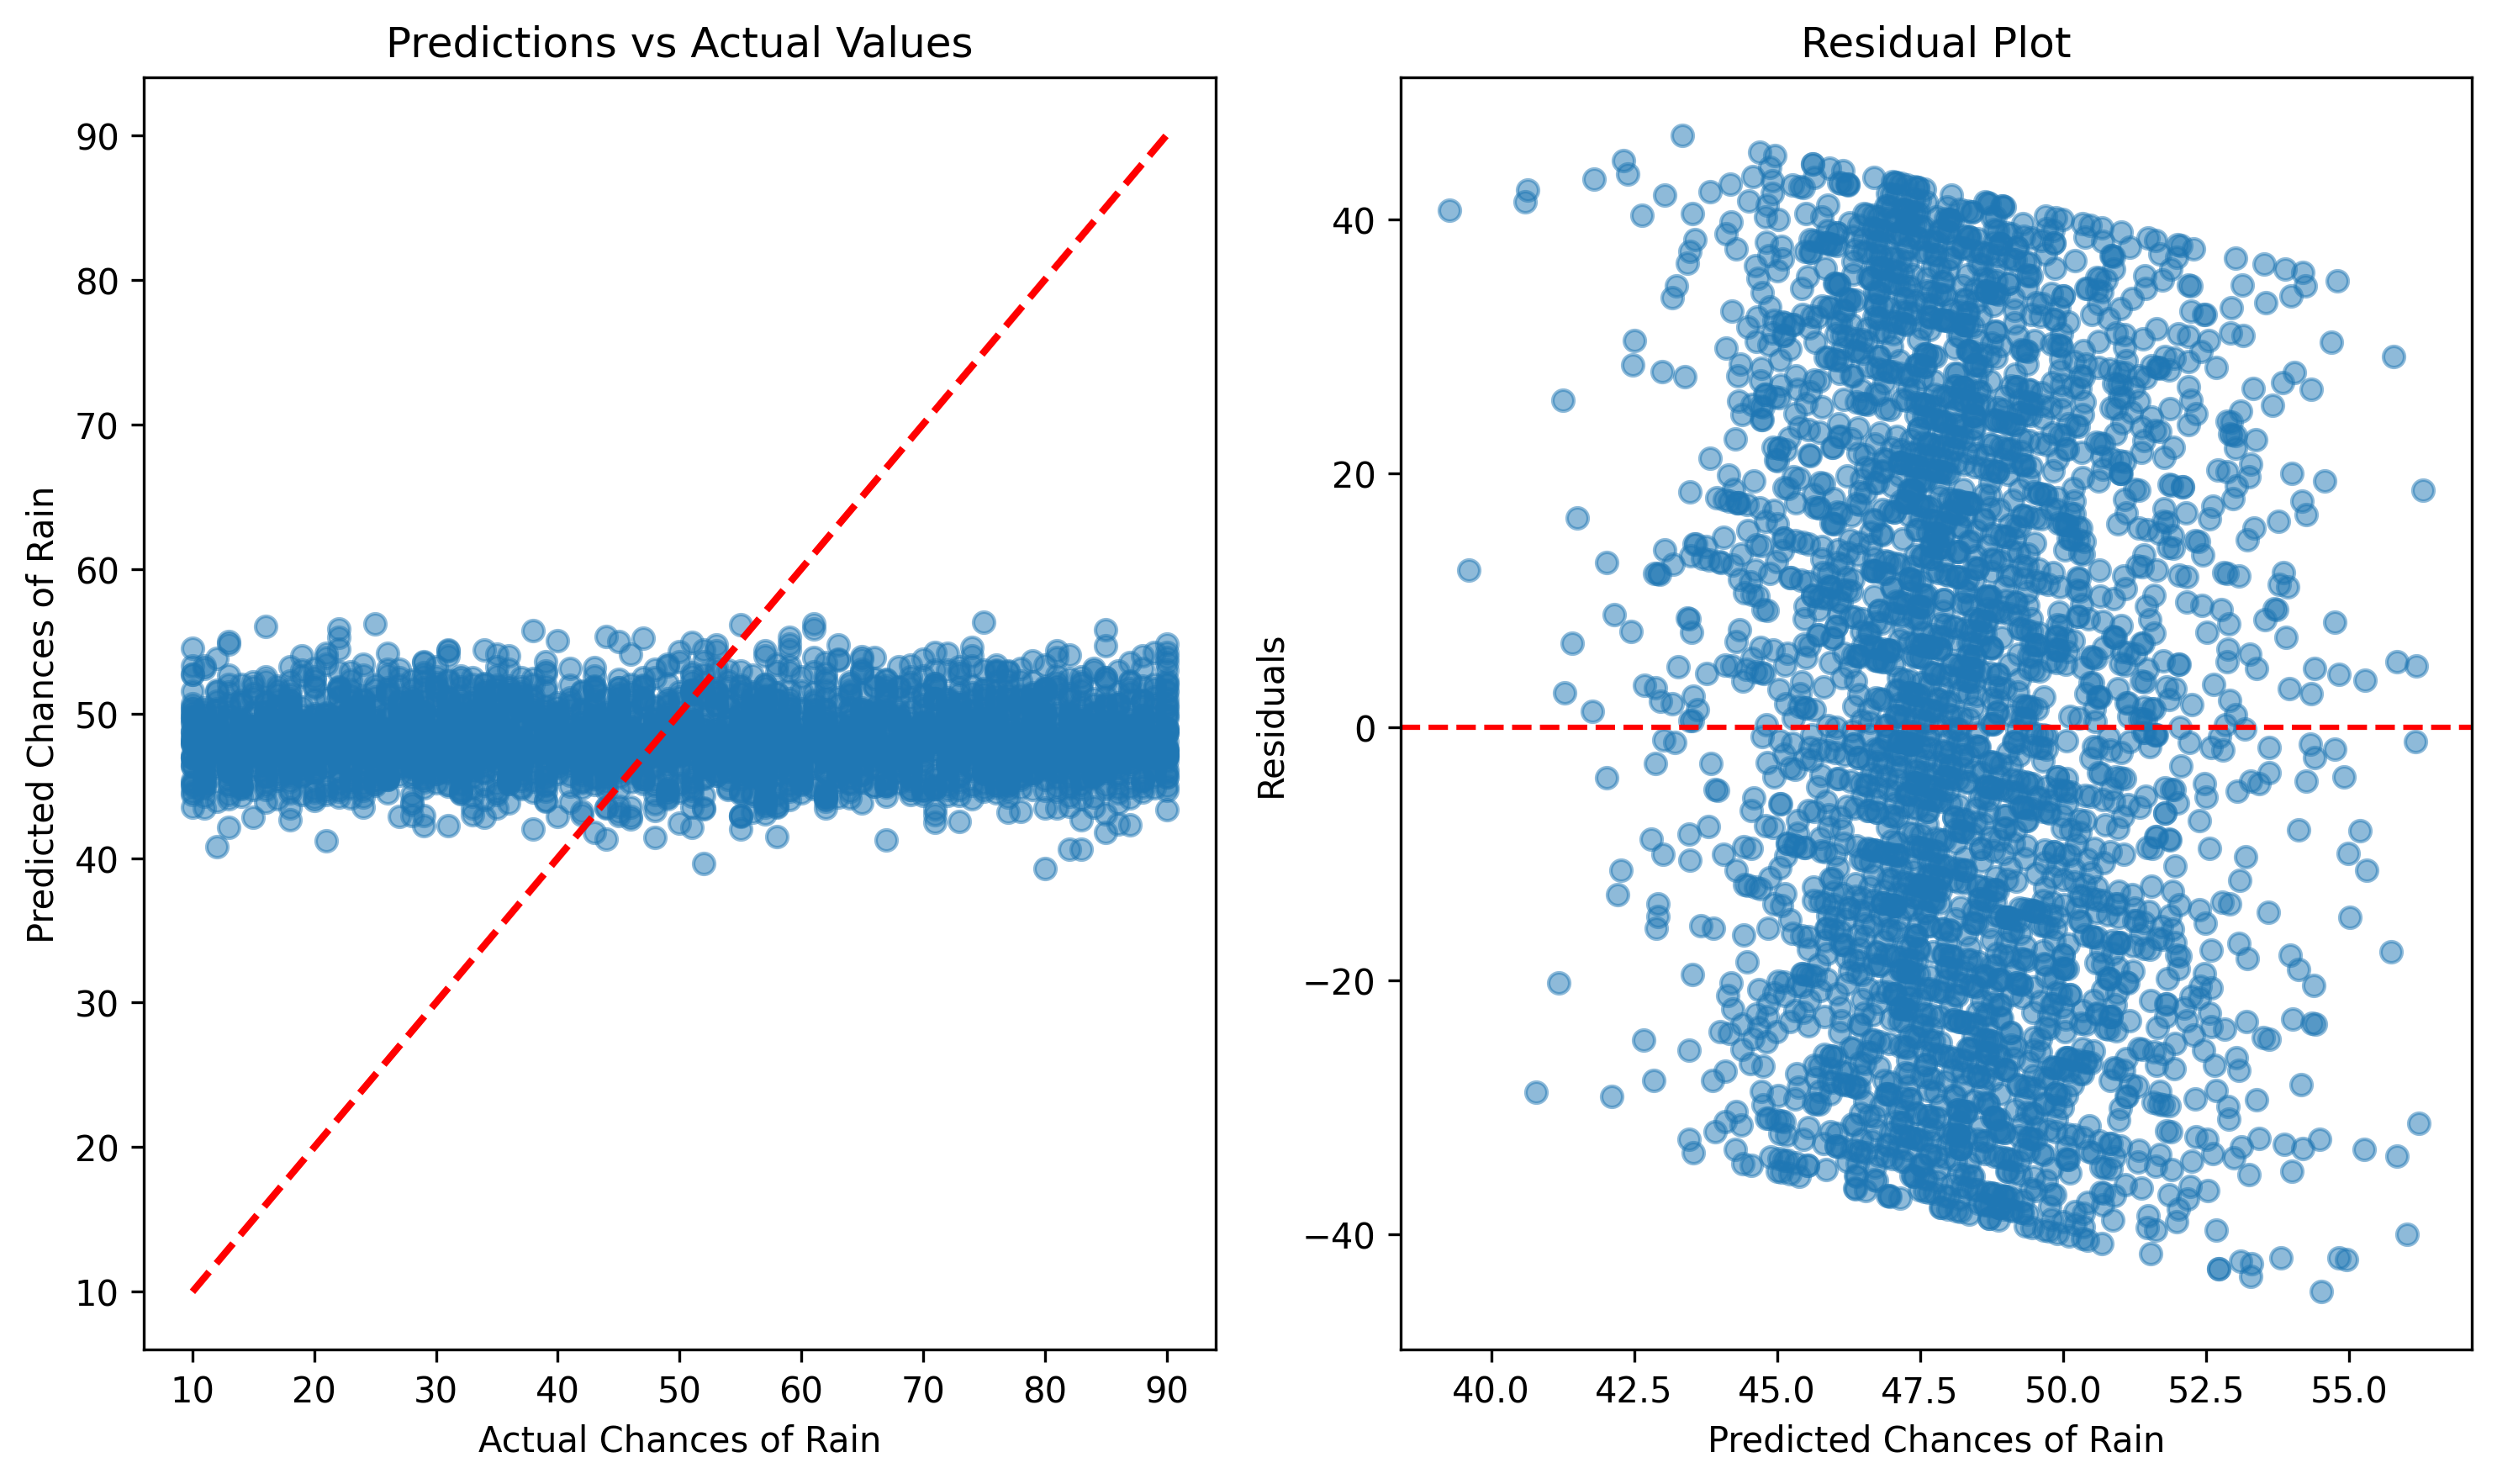 Predictions vs Actual Values
90
80
70
60
50
40
30
20
10
Predicted Chances of Rain
10 20 30 40 50 60 70 80 90
Actual Chances of Rain
Residual Plot
40
20
0
−20
−40
Residuals
40.0 42.5 45.0 47.5 50.0 52.5 55.0
Predicted Chances of Rain